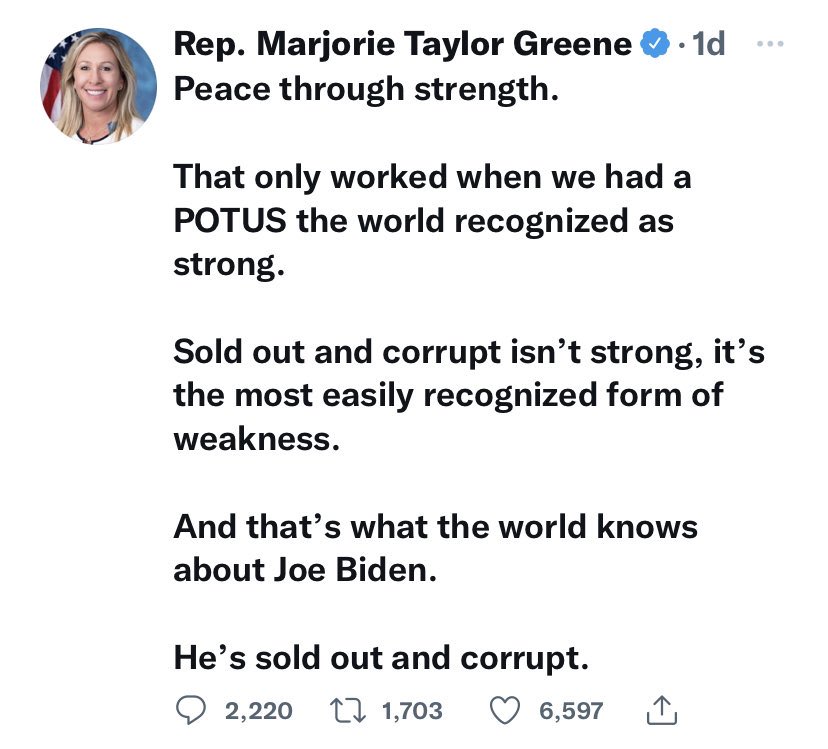 Rep. Marjorie Taylor Greene · 1d ...
Peace through strength.
That only worked when we had a
POTUS the world recognized as
strong.
Sold out and corrupt isn’t strong, it’s
the most easily recognized form of
weakness.
And that’s what the world knows
about Joe Biden.
He’s sold out and corrupt.
2,220 1,703 6,597